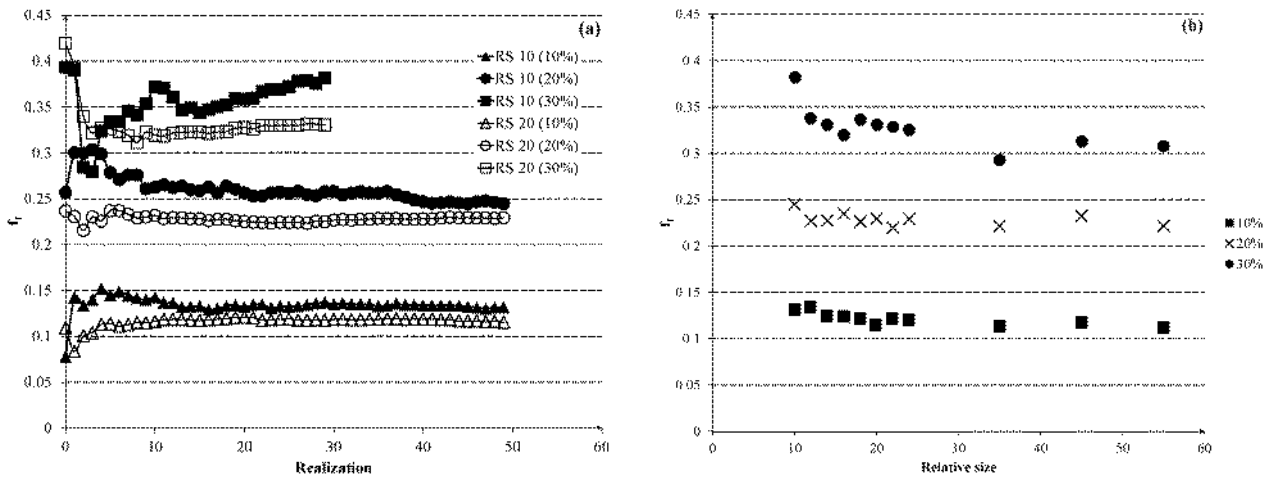 (a)
0.45
0.4
0.35
0.3
0.25
0.2
0.15
0.1
0.05
0
f_r
RS 10 (10%)
RS 10 (20%)
RS 10 (30%)
RS 20 (10%)
RS 20 (20%)
RS 20 (30%)
0 10 20 30 40 50 60
Realization
(b)
0.45
0.4
0.35
0.3
0.25
0.2
0.15
0.1
0.05
0
f_r
10%
20%
30%
0 10 20 30 40 50 60
Relative size